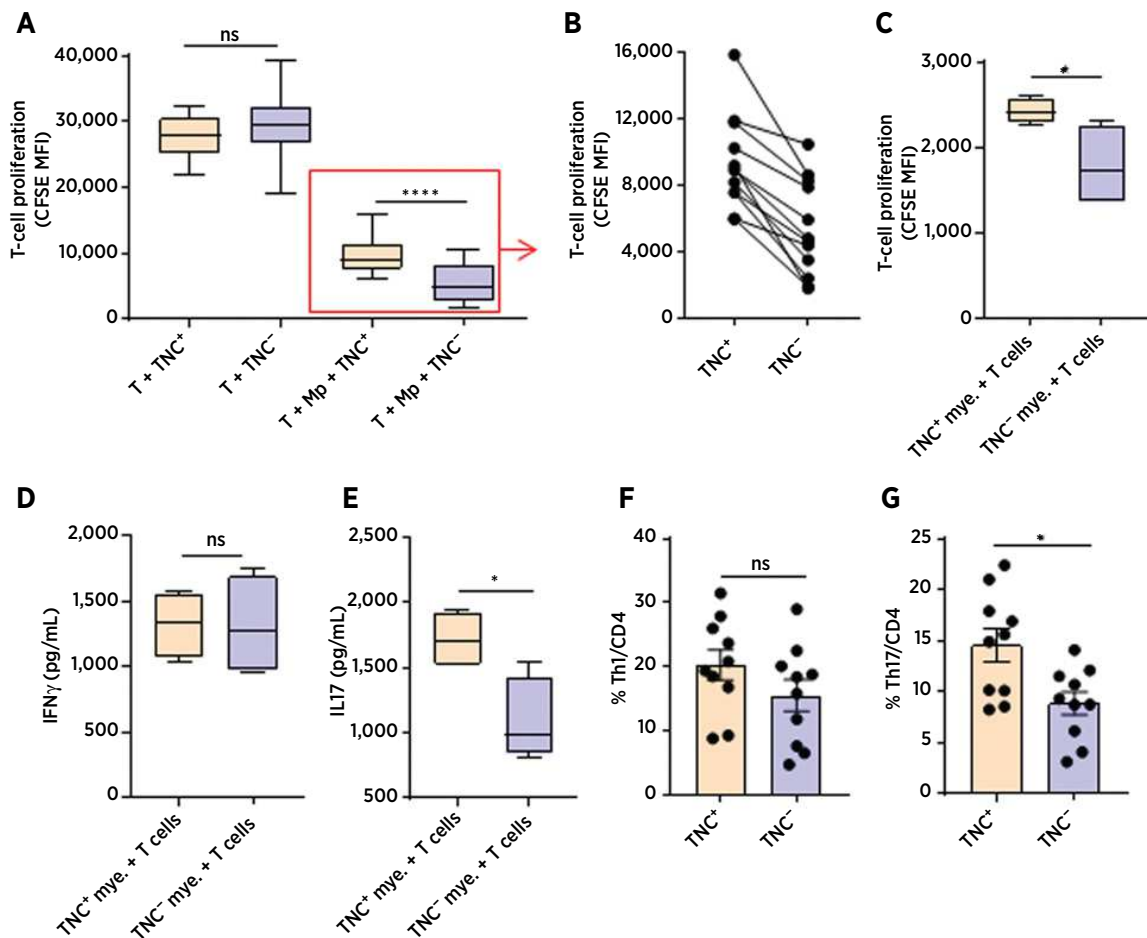 A
T-cell proliferation
(CFSE MFI)
40,000
30,000
20,000
10,000
0
ns
****
T + TNC⁺
T + TNC⁻
T + Mp + TNC⁺
T + Mp + TNC⁻
B
T-cell proliferation
(CFSE MFI)
16,000
12,000
8,000
4,000
0
TNC⁺
TNC⁻
C
T-cell proliferation
(CFSE MFI)
3,000
2,000
1,000
0
*
TNC⁺ mye. + T cells
TNC⁻ mye. + T cells
D
IFNγ (pg/mL)
2,000
1,500
1,000
500
0
ns
TNC⁺ mye. + T cells
TNC⁻ mye. + T cells
E
IL17 (pg/mL)
2,500
2,000
1,500
1,000
500
*
TNC⁺ mye. + T cells
TNC⁻ mye. + T cells
F
% Th1/CD4
40
30
20
10
0
ns
TNC⁺
TNC⁻
G
% Th17/CD4
25
20
15
10
5
0
*
TNC⁺
TNC⁻